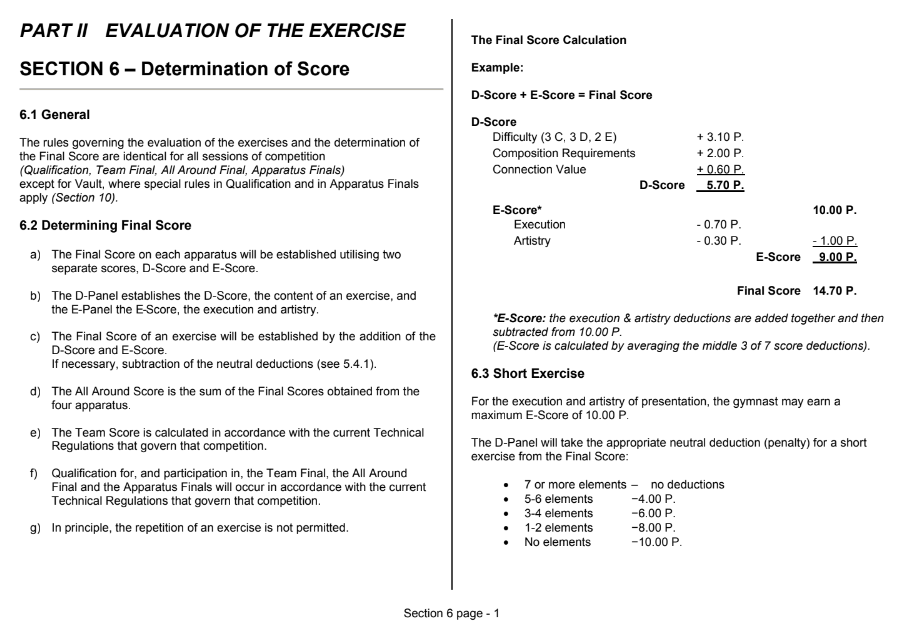 PART II EVALUATION OF THE EXERCISE
SECTION 6 – Determination of Score
6.1 General
The rules governing the evaluation of the exercises and the determination of
the Final Score are identical for all sessions of competition
(Qualification, Team Final, All Around Final, Apparatus Finals)
except for Vault, where special rules in Qualification and in Apparatus Finals
apply (Section 10).
6.2 Determining Final Score
a) The Final Score on each apparatus will be established utilising two
separate scores, D-Score and E-Score.
b) The D-Panel establishes the D-Score, the content of an exercise, and
the E-Panel the E-Score, the execution and artistry.
c) The Final Score of an exercise will be established by the addition of the
D-Score and E-Score.
If necessary, subtraction of the neutral deductions (see 5.4.1).
d) The All Around Score is the sum of the Final Scores obtained from the
four apparatus.
e) The Team Score is calculated in accordance with the current Technical
Regulations that govern that competition.
f) Qualification for, and participation in, the Team Final, the All Around
Final and the Apparatus Finals will occur in accordance with the current
Technical Regulations that govern that competition.
g) In principle, the repetition of an exercise is not permitted.
The Final Score Calculation
Example:
D-Score + E-Score = Final Score
D-Score
Difficulty (3 C, 3 D, 2 E) + 3.10 P.
Composition Requirements + 2.00 P.
Connection Value + 0.60 P.
D-Score 5.70 P.
E-Score* 10.00 P.
Execution - 0.70 P.
Artistry - 0.30 P. - 1.00 P.
E-Score 9.00 P.
Final Score 14.70 P.
*E-Score: the execution & artistry deductions are added together and then
subtracted from 10.00 P.
(E-Score is calculated by averaging the middle 3 of 7 score deductions).
6.3 Short Exercise
For the execution and artistry of presentation, the gymnast may earn a
maximum E-Score of 10.00 P.
The D-Panel will take the appropriate neutral deduction (penalty) for a short
exercise from the Final Score:
• 7 or more elements – no deductions
• 5-6 elements −4.00 P.
• 3-4 elements −6.00 P.
• 1-2 elements −8.00 P.
• No elements −10.00 P.
Section 6 page - 1